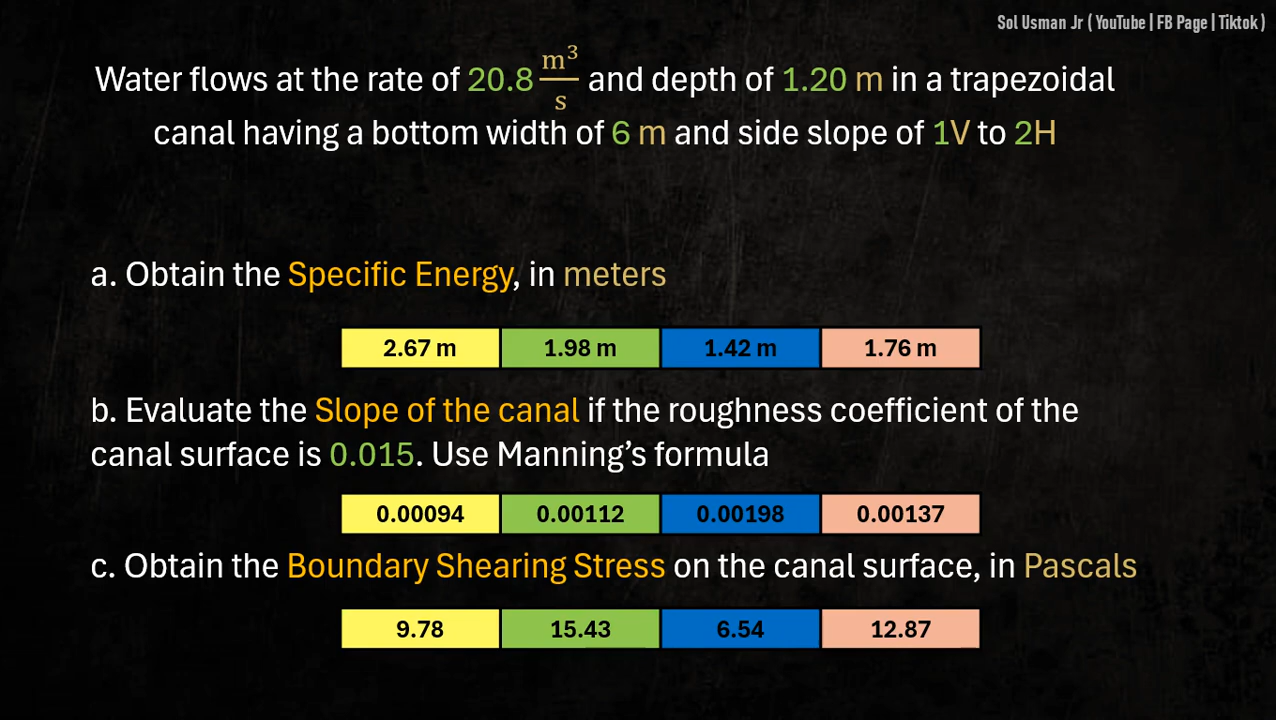 Sol Usman Jr ( YouTube | FB Page | Tiktok )
Water flows at the rate of 20.8 m³/s and depth of 1.20 m in a trapezoidal
canal having a bottom width of 6 m and side slope of 1V to 2H
a. Obtain the Specific Energy, in meters
2.67 m 1.98 m 1.42 m 1.76 m
b. Evaluate the Slope of the canal if the roughness coefficient of the
canal surface is 0.015. Use Manning’s formula
0.00094 0.00112 0.00198 0.00137
c. Obtain the Boundary Shearing Stress on the canal surface, in Pascals
9.78 15.43 6.54 12.87